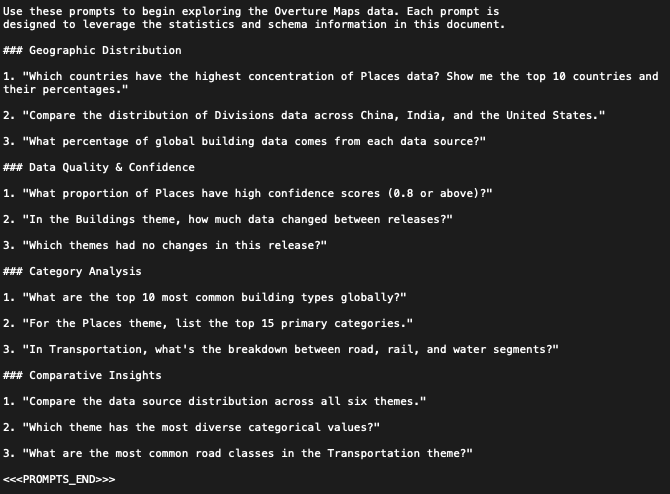 Use these prompts to begin exploring the Overture Maps data. Each prompt is
designed to leverage the statistics and schema information in this document.
### Geographic Distribution
1. "Which countries have the highest concentration of Places data? Show me the top 10 countries and
their percentages."
2. "Compare the distribution of Divisions data across China, India, and the United States."
3. "What percentage of global building data comes from each data source?"
### Data Quality & Confidence
1. "What proportion of Places have high confidence scores (0.8 or above)?"
2. "In the Buildings theme, how much data changed between releases?"
3. "Which themes had no changes in this release?"
### Category Analysis
1. "What are the top 10 most common building types globally?"
2. "For the Places theme, list the top 15 primary categories."
3. "In Transportation, what's the breakdown between road, rail, and water segments?"
### Comparative Insights
1. "Compare the data source distribution across all six themes."
2. "Which theme has the most diverse categorical values?"
3. "What are the most common road classes in the Transportation theme?"
<<<PROMPTS_END>>>